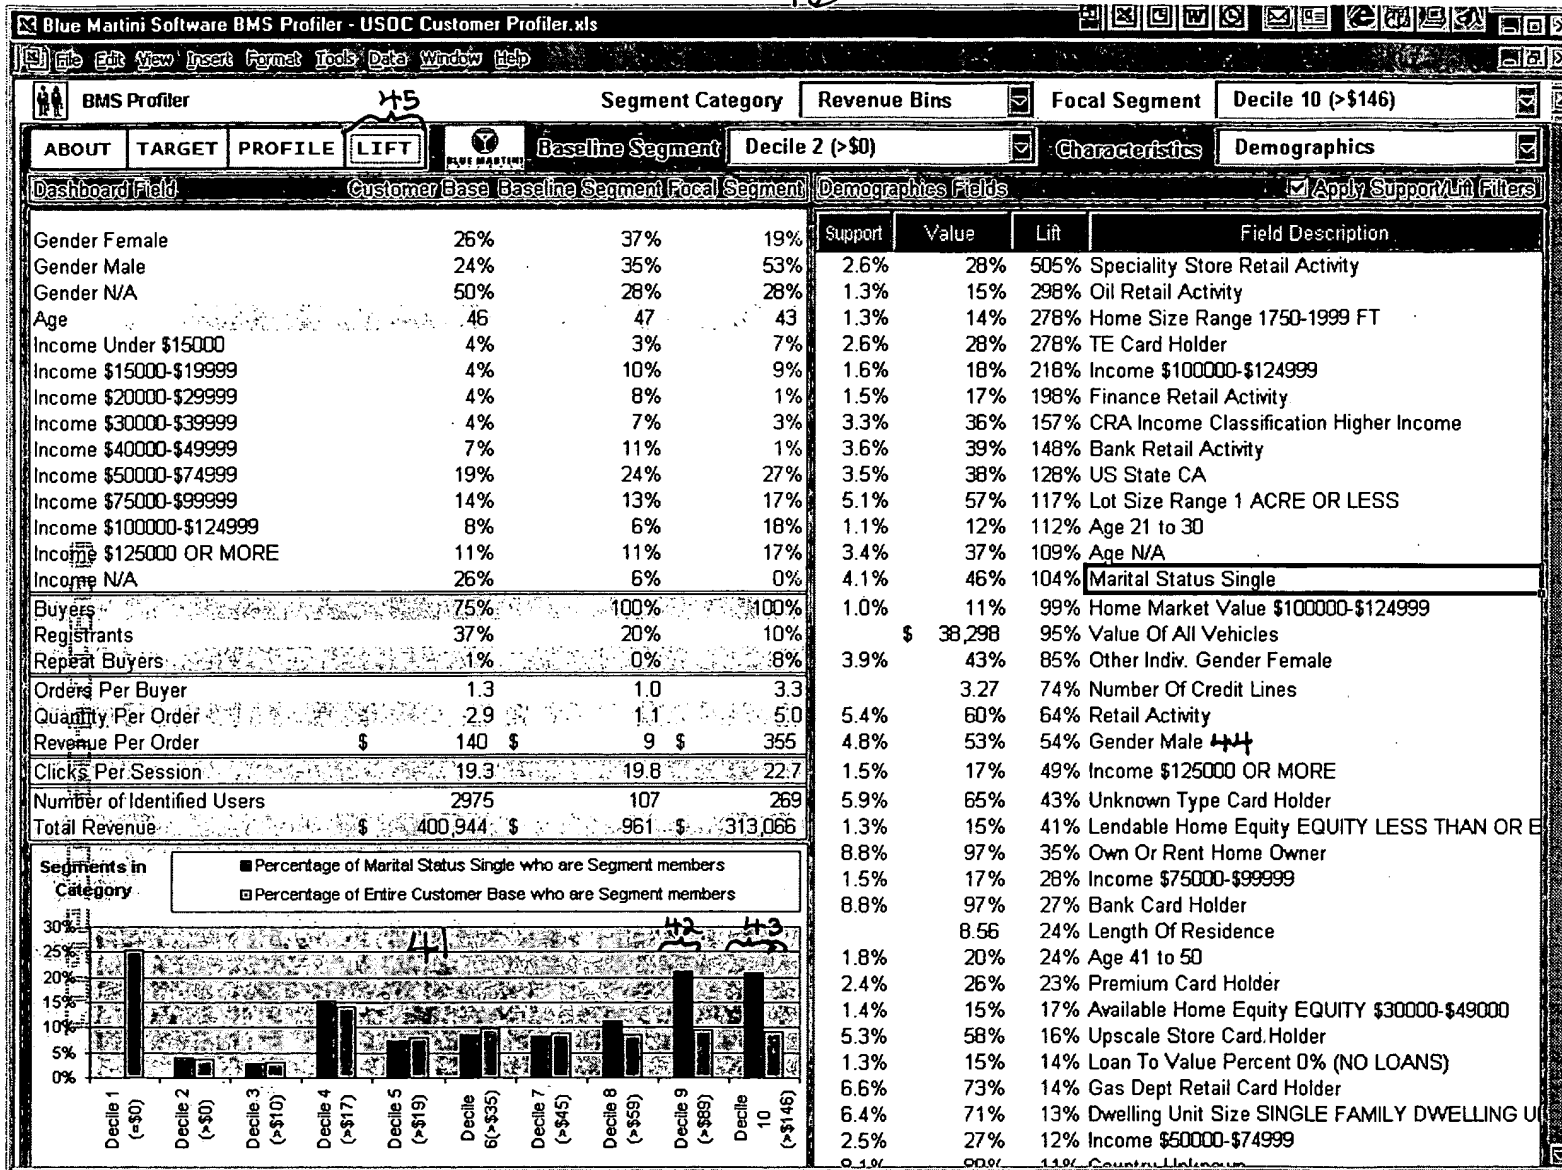 Blue Martini Software BMS Profiler - USOC Customer Profiler.xls
File Edit View Insert Format Tools Data Window Help
BMS Profiler 45 Segment Category Revenue Bins Focal Segment Decile 10 (>$146)
ABOUT TARGET PROFILE LIFT BLUE MARTINI Baseline Segment Decile 2 (>$0) Characteristics Demographics
Dashboard Field Customer Base Baseline Segment Focal Segment
Gender Female 26% 37% 19%
Gender Male 24% 35% 53%
Gender N/A 50% 28% 28%
Age 46 47 43
Income Under $15000 4% 3% 7%
Income $15000-$19999 4% 10% 9%
Income $20000-$29999 4% 8% 1%
Income $30000-$39999 4% 7% 3%
Income $40000-$49999 7% 11% 1%
Income $50000-$74999 19% 24% 27%
Income $75000-$99999 14% 13% 17%
Income $100000-$124999 8% 6% 18%
Income $125000 OR MORE 11% 11% 17%
Income N/A 26% 6% 0%
Buyers 75% 100% 100%
Registrants 37% 20% 10%
Repeat Buyers 1% 0% 8%
Orders Per Buyer 1.3 1.0 3.3
Quantity Per Order 2.9 1.1 5.0
Revenue Per Order $ 140 $ 9 $ 355
Clicks Per Session 19.3 19.8 22.7
Number of Identified Users 2975 107 269
Total Revenue $ 400,944 $ 961 $ 313,066
Segments in Category
Percentage of Marital Status Single who are Segment members
Percentage of Entire Customer Base who are Segment members
41 42 43
30%
25%
20%
15%
10%
5%
0%
Decile 1 (=$0)
Decile 2 (>$0)
Decile 3 (>$10)
Decile 4 (>$17)
Decile 5 (>$19)
Decile 6(>$35)
Decile 7 (>$45)
Decile 8 (>$59)
Decile 9 (>$89)
Decile 10 (>$146)
Demographics Fields Apply Support/Lift Filters
Support Value Lift Field Description
2.6% 28% 505% Speciality Store Retail Activity
1.3% 15% 298% Oil Retail Activity
1.3% 14% 278% Home Size Range 1750-1999 FT
2.6% 28% 278% TE Card Holder
1.6% 18% 218% Income $100000-$124999
1.5% 17% 198% Finance Retail Activity
3.3% 36% 157% CRA Income Classification Higher Income
3.6% 39% 148% Bank Retail Activity
3.5% 38% 128% US State CA
5.1% 57% 117% Lot Size Range 1 ACRE OR LESS
1.1% 12% 112% Age 21 to 30
3.4% 37% 109% Age N/A
4.1% 46% 104% Marital Status Single
1.0% 11% 99% Home Market Value $100000-$124999
$ 38,298 95% Value Of All Vehicles
3.9% 43% 85% Other Indiv. Gender Female
3.27 74% Number Of Credit Lines
5.4% 60% 64% Retail Activity
4.8% 53% 54% Gender Male 44
1.5% 17% 49% Income $125000 OR MORE
5.9% 65% 43% Unknown Type Card Holder
1.3% 15% 41% Lendable Home Equity EQUITY LESS THAN OR E
8.8% 97% 35% Own Or Rent Home Owner
1.5% 17% 28% Income $75000-$99999
8.8% 97% 27% Bank Card Holder
8.56 24% Length Of Residence
1.8% 20% 24% Age 41 to 50
2.4% 26% 23% Premium Card Holder
1.4% 15% 17% Available Home Equity EQUITY $30000-$49000
5.3% 58% 16% Upscale Store Card Holder
1.3% 15% 14% Loan To Value Percent 0% (NO LOANS)
6.6% 73% 14% Gas Dept Retail Card Holder
6.4% 71% 13% Dwelling Unit Size SINGLE FAMILY DWELLING U
2.5% 27% 12% Income $50000-$74999